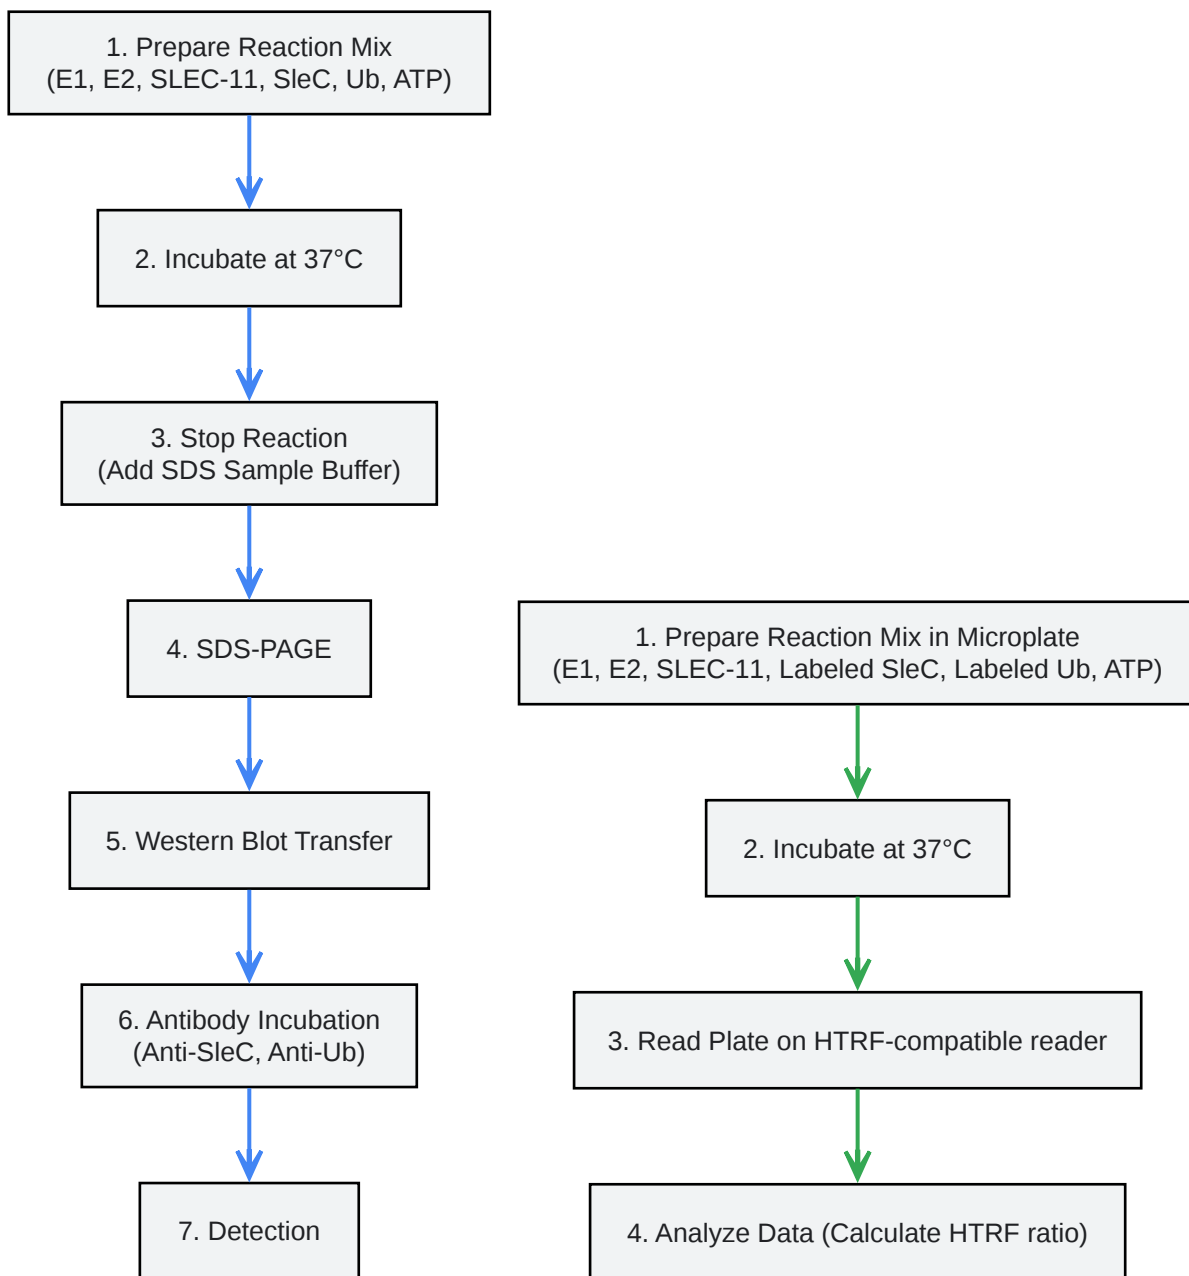 1. Prepare Reaction Mix
(E1, E2, SLEC-11, SleC, Ub, ATP)
2. Incubate at 37°C
3. Stop Reaction
(Add SDS Sample Buffer)
4. SDS-PAGE
5. Western Blot Transfer
6. Antibody Incubation
(Anti-SleC, Anti-Ub)
7. Detection
1. Prepare Reaction Mix in Microplate
(E1, E2, SLEC-11, Labeled SleC, Labeled Ub, ATP)
2. Incubate at 37°C
3. Read Plate on HTRF-compatible reader
4. Analyze Data (Calculate HTRF ratio)